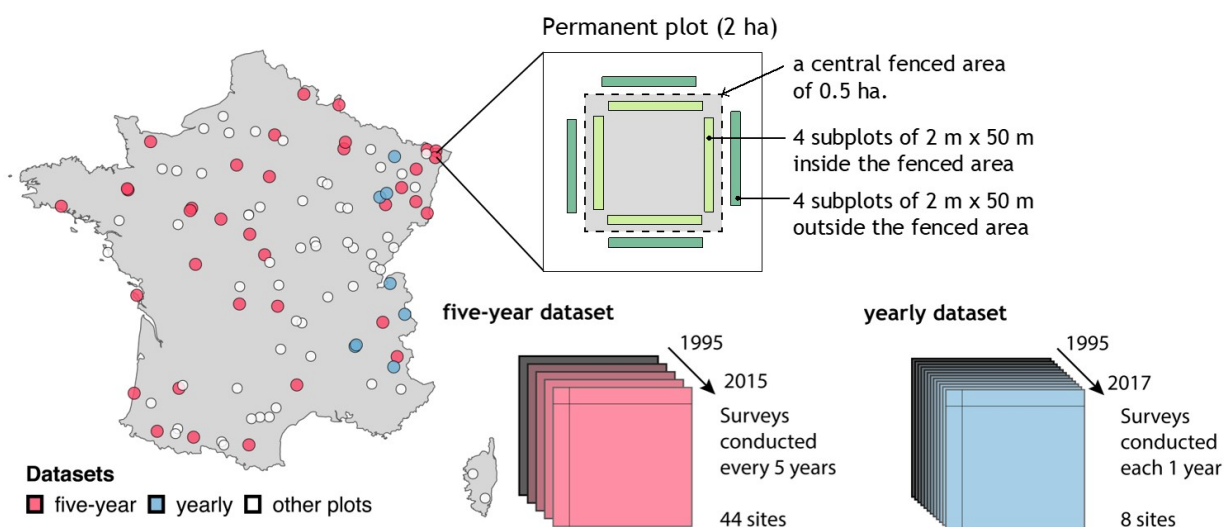 Permanent plot (2 ha)
a central fenced area
of 0.5 ha.
4 subplots of 2 m x 50 m
inside the fenced area
4 subplots of 2 m x 50 m
outside the fenced area
five-year dataset
1995
2015
Surveys
conducted
every 5 years
44 sites
yearly dataset
1995
2017
Surveys
conducted
each 1 year
8 sites
Datasets
five-year yearly other plots